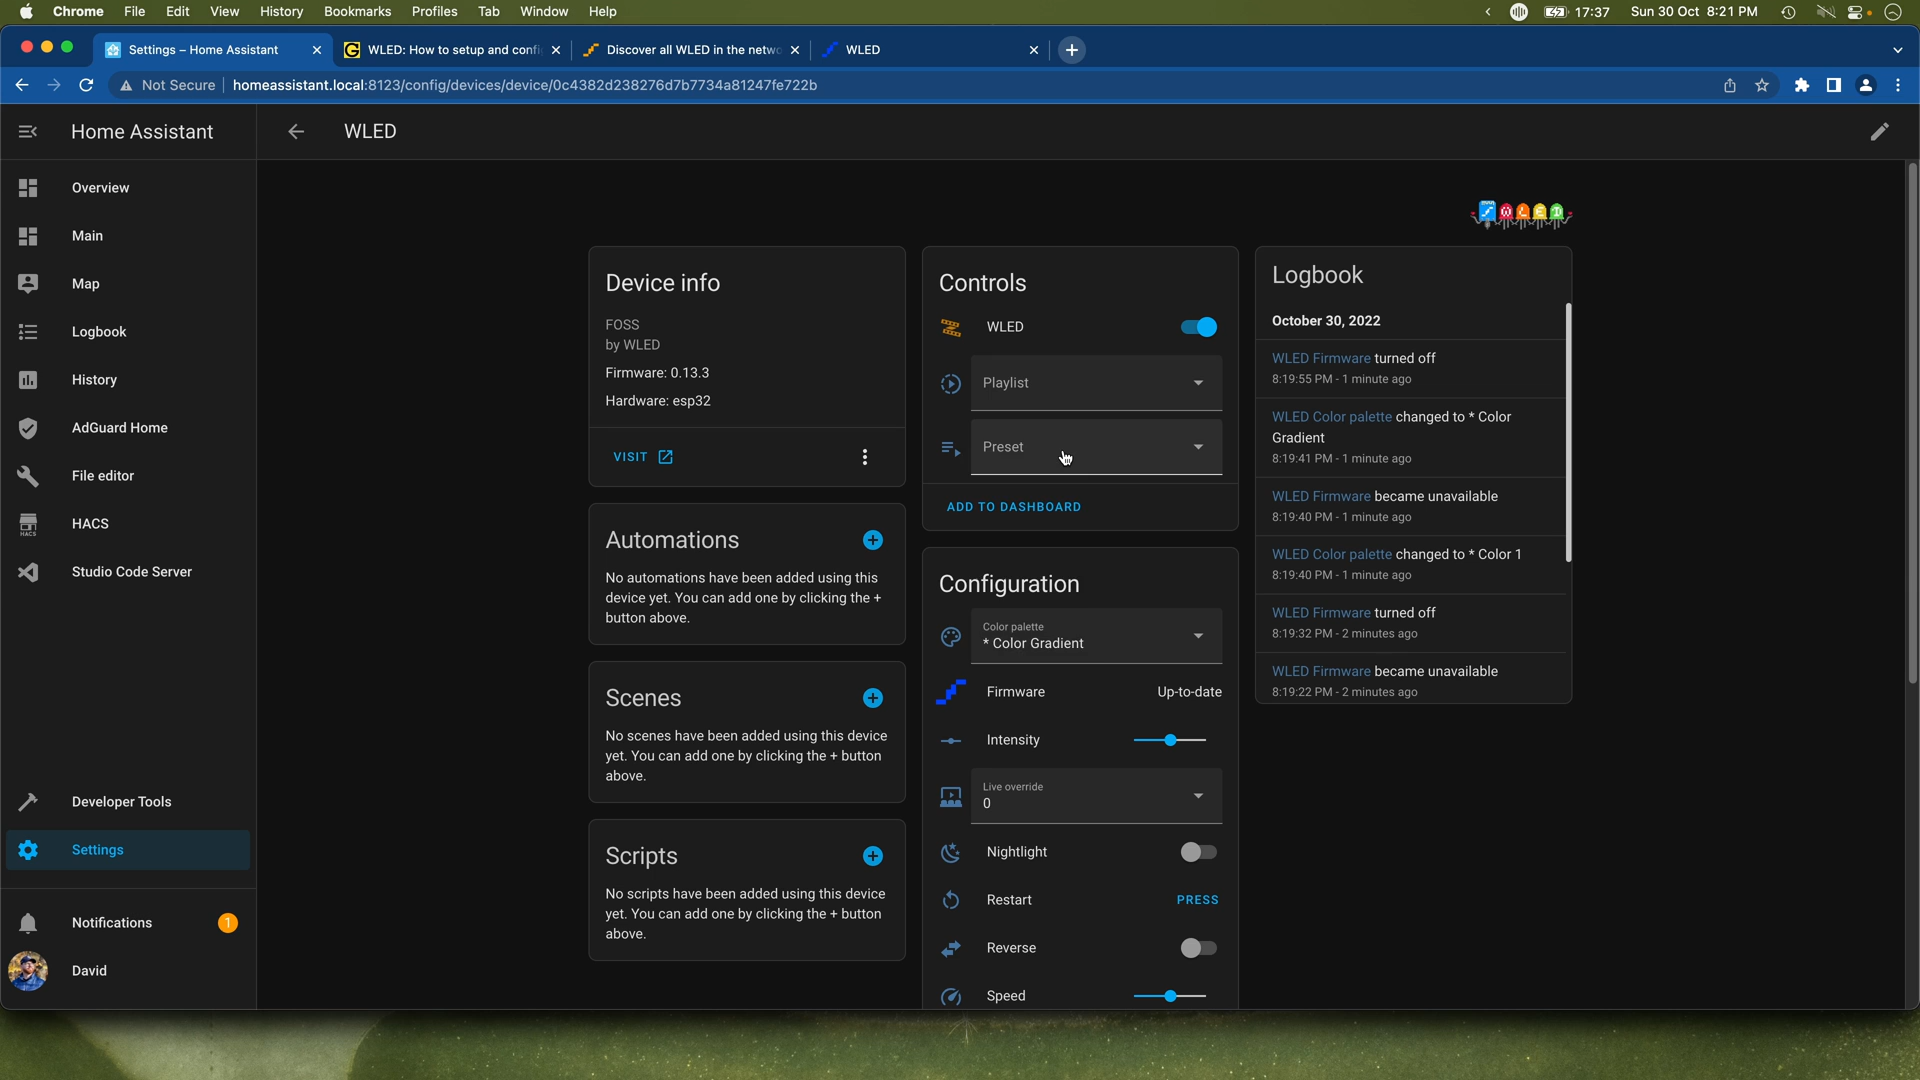 Chrome File Edit View History Bookmarks Profiles Tab Window Help
17:37 Sun 30 Oct 8:21 PM
Settings – Home Assistant
WLED: How to setup and confi
Discover all WLED in the netwo
WLED
Not Secure homeassistant.local:8123/config/devices/device/0c4382d238276d7b7734a81247fe722b
Home Assistant
WLED
Overview
Main
Map
Logbook
History
AdGuard Home
File editor
HACS
HACS
Studio Code Server
Developer Tools
Settings
Notifications 1
David
WLED
Device info
FOSS
by WLED
Firmware: 0.13.3
Hardware: esp32
VISIT
Automations
No automations have been added using this
device yet. You can add one by clicking the +
button above.
Scenes
No scenes have been added using this device
yet. You can add one by clicking the + button
above.
Scripts
No scripts have been added using this device
yet. You can add one by clicking the + button
above.
Controls
WLED
Playlist
Preset
ADD TO DASHBOARD
Configuration
Color palette
* Color Gradient
Firmware Up-to-date
Intensity
Live override
0
Nightlight
Restart PRESS
Reverse
Speed
Logbook
October 30, 2022
WLED Firmware turned off
8:19:55 PM - 1 minute ago
WLED Color palette changed to * Color
Gradient
8:19:41 PM - 1 minute ago
WLED Firmware became unavailable
8:19:40 PM - 1 minute ago
WLED Color palette changed to * Color 1
8:19:40 PM - 1 minute ago
WLED Firmware turned off
8:19:32 PM - 2 minutes ago
WLED Firmware became unavailable
8:19:22 PM - 2 minutes ago